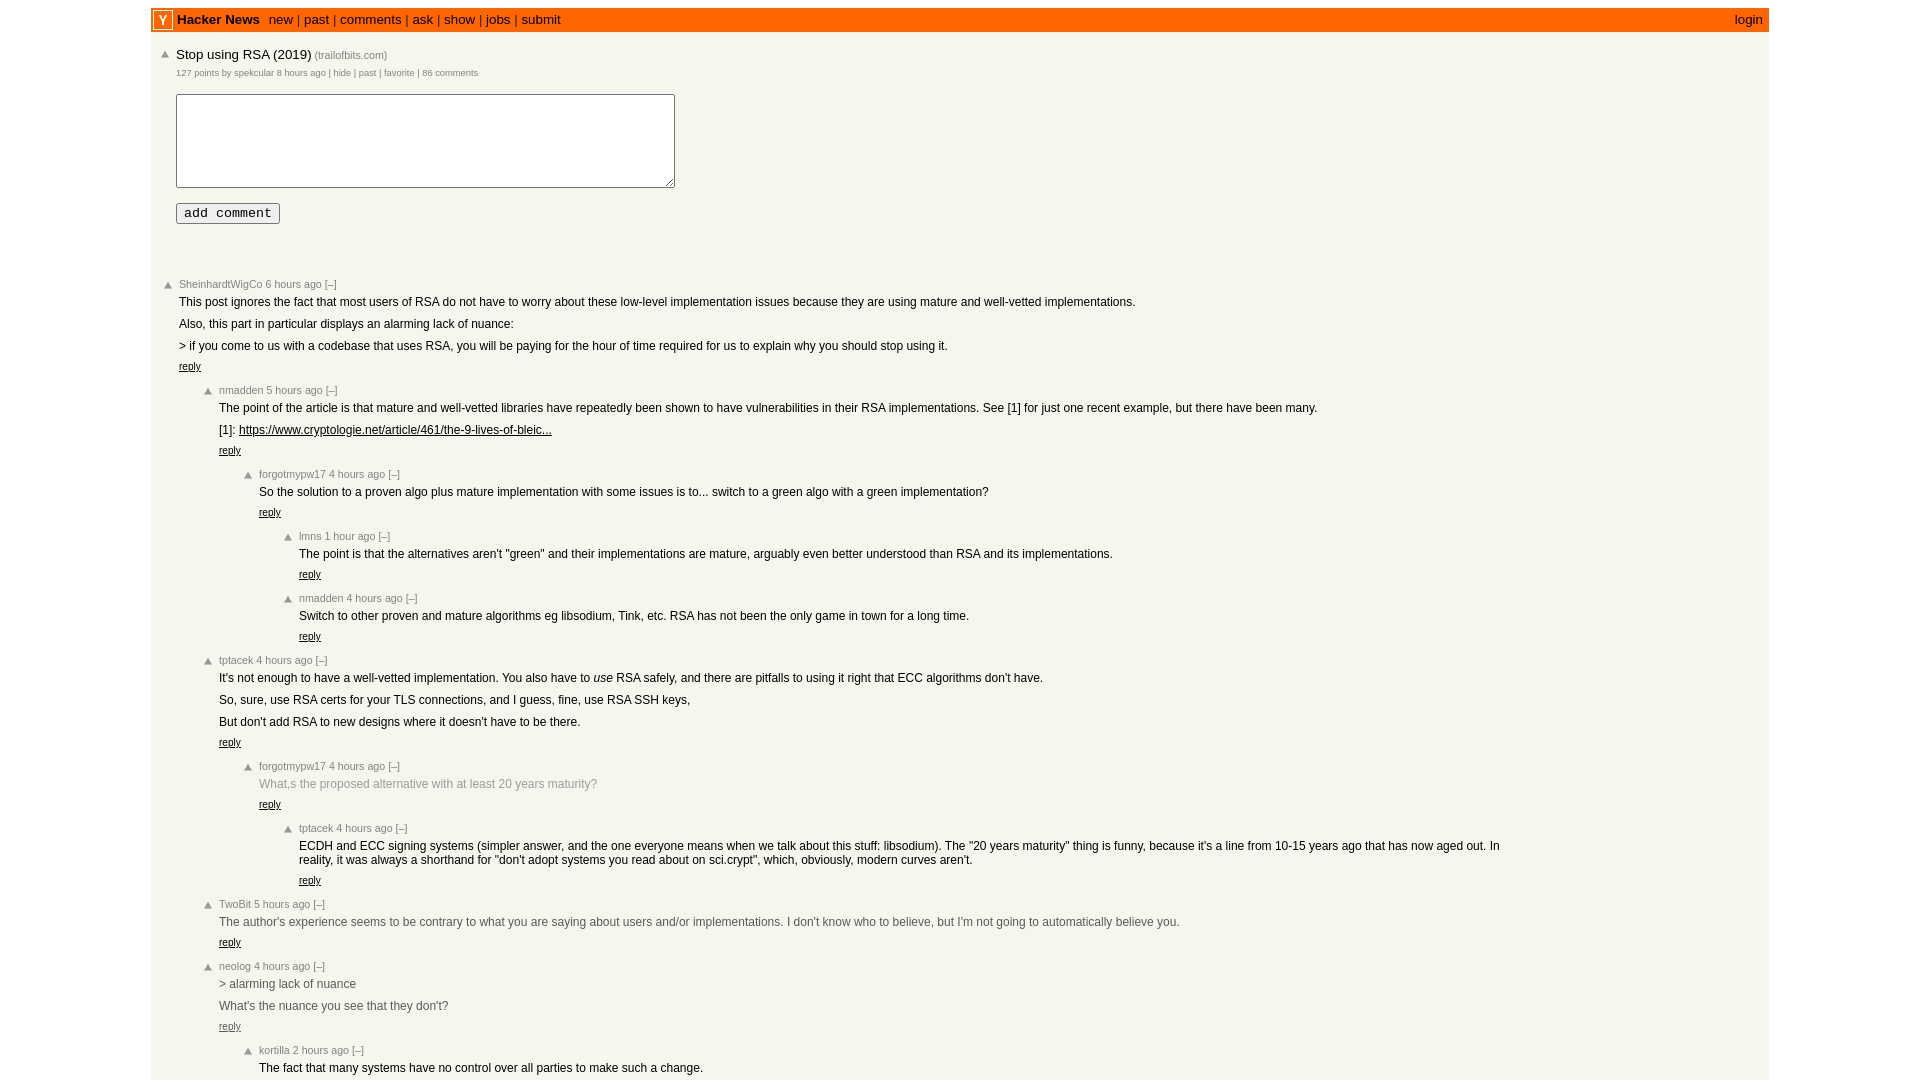 Y Hacker News new | past | comments | ask | show | jobs | submit login
Stop using RSA (2019) (trailofbits.com)
127 points by spekcular 8 hours ago | hide | past | favorite | 86 comments
add comment
SheinhardtWigCo 6 hours ago [–]
This post ignores the fact that most users of RSA do not have to worry about these low-level implementation issues because they are using mature and well-vetted implementations.
Also, this part in particular displays an alarming lack of nuance:
> if you come to us with a codebase that uses RSA, you will be paying for the hour of time required for us to explain why you should stop using it.
reply
nmadden 5 hours ago [–]
The point of the article is that mature and well-vetted libraries have repeatedly been shown to have vulnerabilities in their RSA implementations. See [1] for just one recent example, but there have been many.
[1]: https://www.cryptologie.net/article/461/the-9-lives-of-bleic...
reply
forgotmypw17 4 hours ago [–]
So the solution to a proven algo plus mature implementation with some issues is to... switch to a green algo with a green implementation?
reply
lmns 1 hour ago [–]
The point is that the alternatives aren't "green" and their implementations are mature, arguably even better understood than RSA and its implementations.
reply
nmadden 4 hours ago [–]
Switch to other proven and mature algorithms eg libsodium, Tink, etc. RSA has not been the only game in town for a long time.
reply
tptacek 4 hours ago [–]
It's not enough to have a well-vetted implementation. You also have to use RSA safely, and there are pitfalls to using it right that ECC algorithms don't have.
So, sure, use RSA certs for your TLS connections, and I guess, fine, use RSA SSH keys,
But don't add RSA to new designs where it doesn't have to be there.
reply
forgotmypw17 4 hours ago [–]
What,s the proposed alternative with at least 20 years maturity?
reply
tptacek 4 hours ago [–]
ECDH and ECC signing systems (simpler answer, and the one everyone means when we talk about this stuff: libsodium). The "20 years maturity" thing is funny, because it's a line from 10-15 years ago that has now aged out. In
reality, it was always a shorthand for "don't adopt systems you read about on sci.crypt", which, obviously, modern curves aren't.
reply
TwoBit 5 hours ago [–]
The author's experience seems to be contrary to what you are saying about users and/or implementations. I don't know who to believe, but I'm not going to automatically believe you.
reply
neolog 4 hours ago [–]
> alarming lack of nuance
What's the nuance you see that they don't?
reply
kortilla 2 hours ago [–]
The fact that many systems have no control over all parties to make such a change.